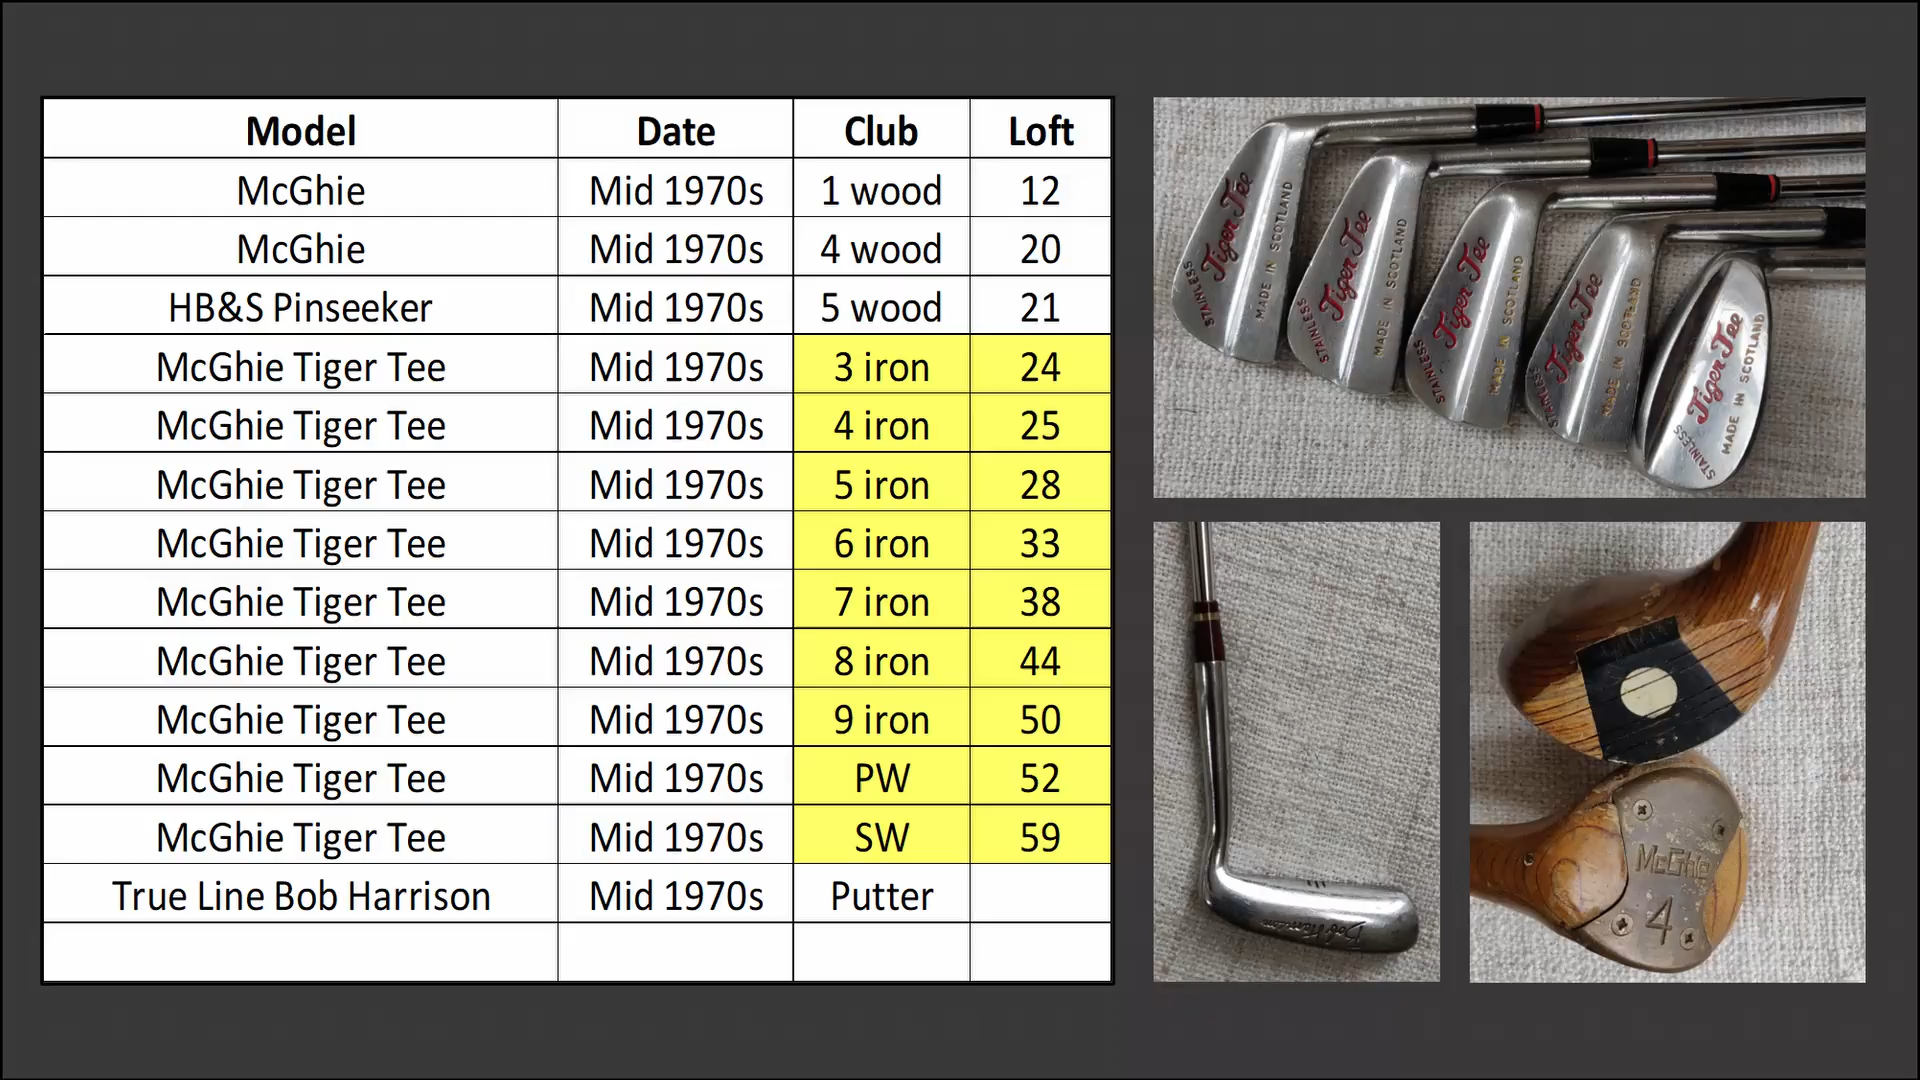 Model Date Club Loft
McGhie Mid 1970s 1 wood 12
McGhie Mid 1970s 4 wood 20
HB&S Pinseeker Mid 1970s 5 wood 21
McGhie Tiger Tee Mid 1970s 3 iron 24
McGhie Tiger Tee Mid 1970s 4 iron 25
McGhie Tiger Tee Mid 1970s 5 iron 28
McGhie Tiger Tee Mid 1970s 6 iron 33
McGhie Tiger Tee Mid 1970s 7 iron 38
McGhie Tiger Tee Mid 1970s 8 iron 44
McGhie Tiger Tee Mid 1970s 9 iron 50
McGhie Tiger Tee Mid 1970s PW 52
McGhie Tiger Tee Mid 1970s SW 59
True Line Bob Harrison Mid 1970s Putter
STAINLESS
Tiger Tee
MADE IN SCOTLAND
STAINLESS
Tiger Tee
MADE IN SCOTLAND
STAINLESS
Tiger Tee
MADE IN SCOTLAND
STAINLESS
Tiger Tee
MADE IN SCOTLAND
STAINLESS
Tiger Tee
MADE IN SCOTLAND
Bob Harrison
McGhie
4